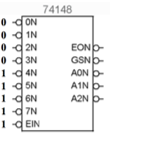 74148
0 0N
0 1N
0 2N EON
0 3N GSN
1 4N A0N
1 5N A1N
1 6N A2N
1 7N
1 EIN